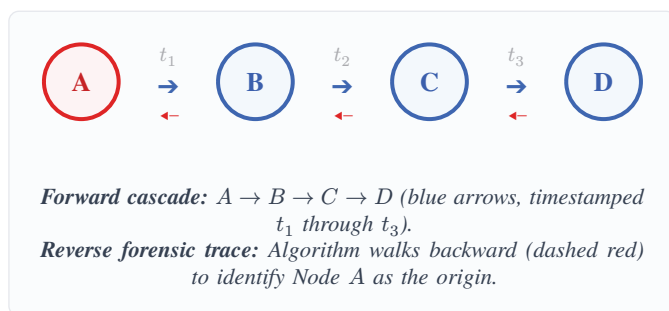 t₁ t₂ t₃
A → B → C → D
Forward cascade: A → B → C → D (blue arrows, timestamped
t₁ through t₃).
Reverse forensic trace: Algorithm walks backward (dashed red)
to identify Node A as the origin.